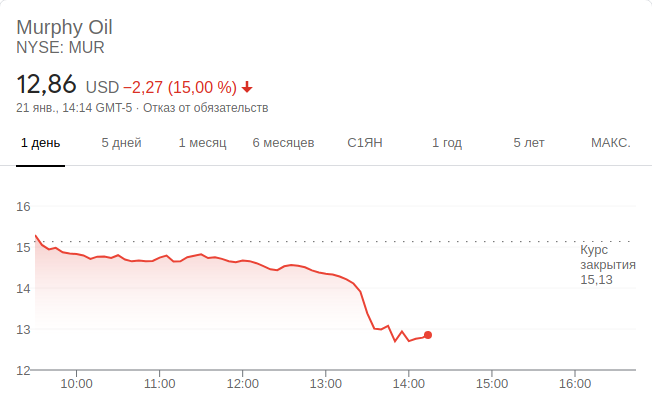 Murphy Oil
NYSE: MUR
12,86 USD −2,27 (15,00 %)
21 янв., 14:14 GMT-5 · Отказ от обязательств
1 день 5 дней 1 месяц 6 месяцев С1ЯН 1 год 5 лет МАКС.
16
15
14
13
12
Курс
закрытия
15,13
10:00 11:00 12:00 13:00 14:00 15:00 16:00